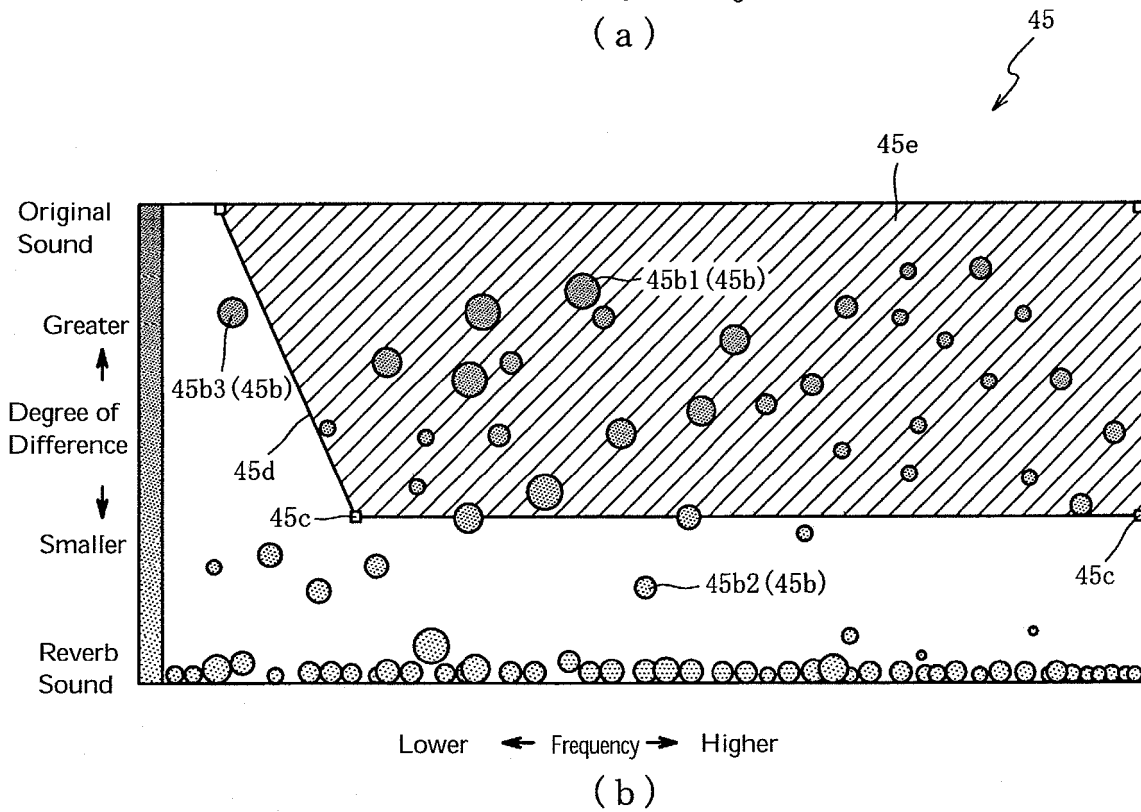 (a)
45
45e
Original
Sound
45b1(45b)
Greater
45b3(45b)
Degree of
Difference
45d
45c
Smaller
45c
45b2(45b)
Reverb
Sound
Lower
Frequency
Higher
(b)